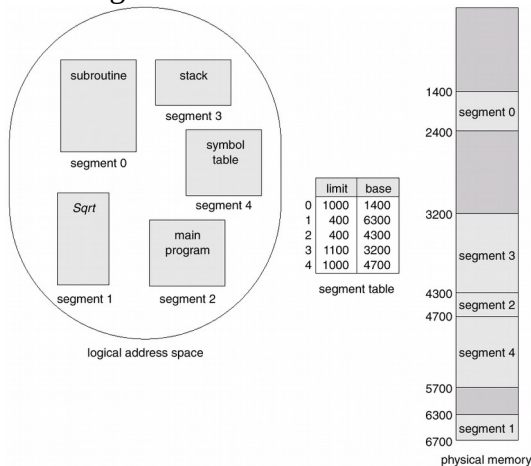 subroutine
stack
segment 3
segment 0
symbol
table
segment 4
Sqrt
main
program
segment 1
segment 2
logical address space
limit base
0 1000 1400
1 400 6300
2 400 4300
3 1100 3200
4 1000 4700
segment table
1400
segment 0
2400
3200
segment 3
4300
segment 2
4700
segment 4
5700
6300
segment 1
6700
physical memory